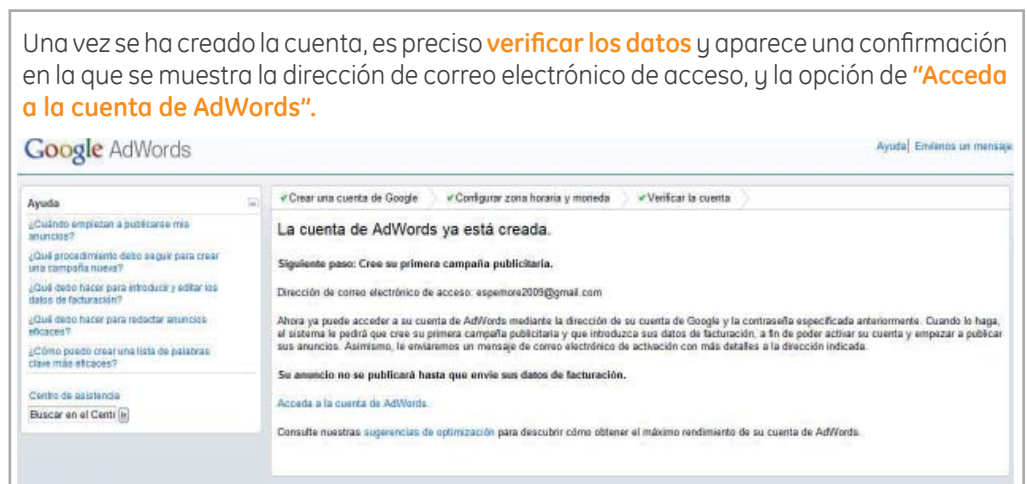 Una vez se ha creado la cuenta, es preciso verificar los datos y aparece una confirmación
en la que se muestra la dirección de correo electrónico de acceso, y la opción de “Acceda
a la cuenta de AdWords”.
Google AdWords
Ayuda| Envíenos un mensaje
Ayuda
¿Cuándo empiezan a publicarse mis
anuncios?
¿Qué procedimiento debo seguir para crear
una campaña nueva?
¿Qué debo hacer para introducir y editar los
datos de facturación?
¿Qué debo hacer para redactar anuncios
eficaces?
¿Cómo puedo crear una lista de palabras
clave más eficaces?
Centro de asistencia
Buscar en el Centr
Crear una cuenta de Google
Configurar zona horaria y moneda
Verificar la cuenta
La cuenta de AdWords ya está creada.
Siguiente paso: Cree su primera campaña publicitaria.
Dirección de correo electrónico de acceso: espemore2009@gmail.com
Ahora ya puede acceder a su cuenta de AdWords mediante la dirección de su cuenta de Google y la contraseña especificada anteriormente. Cuando lo haga,
el sistema le pedirá que cree su primera campaña publicitaria y que introduzca sus datos de facturación, a fin de poder activar su cuenta y empezar a publicar
sus anuncios. Asimismo, le enviaremos un mensaje de correo electrónico de activación con más detalles a la dirección indicada.
Su anuncio no se publicará hasta que envíe sus datos de facturación.
Acceda a la cuenta de AdWords.
Consulte nuestras sugerencias de optimización para descubrir cómo obtener el máximo rendimiento de su cuenta de AdWords.